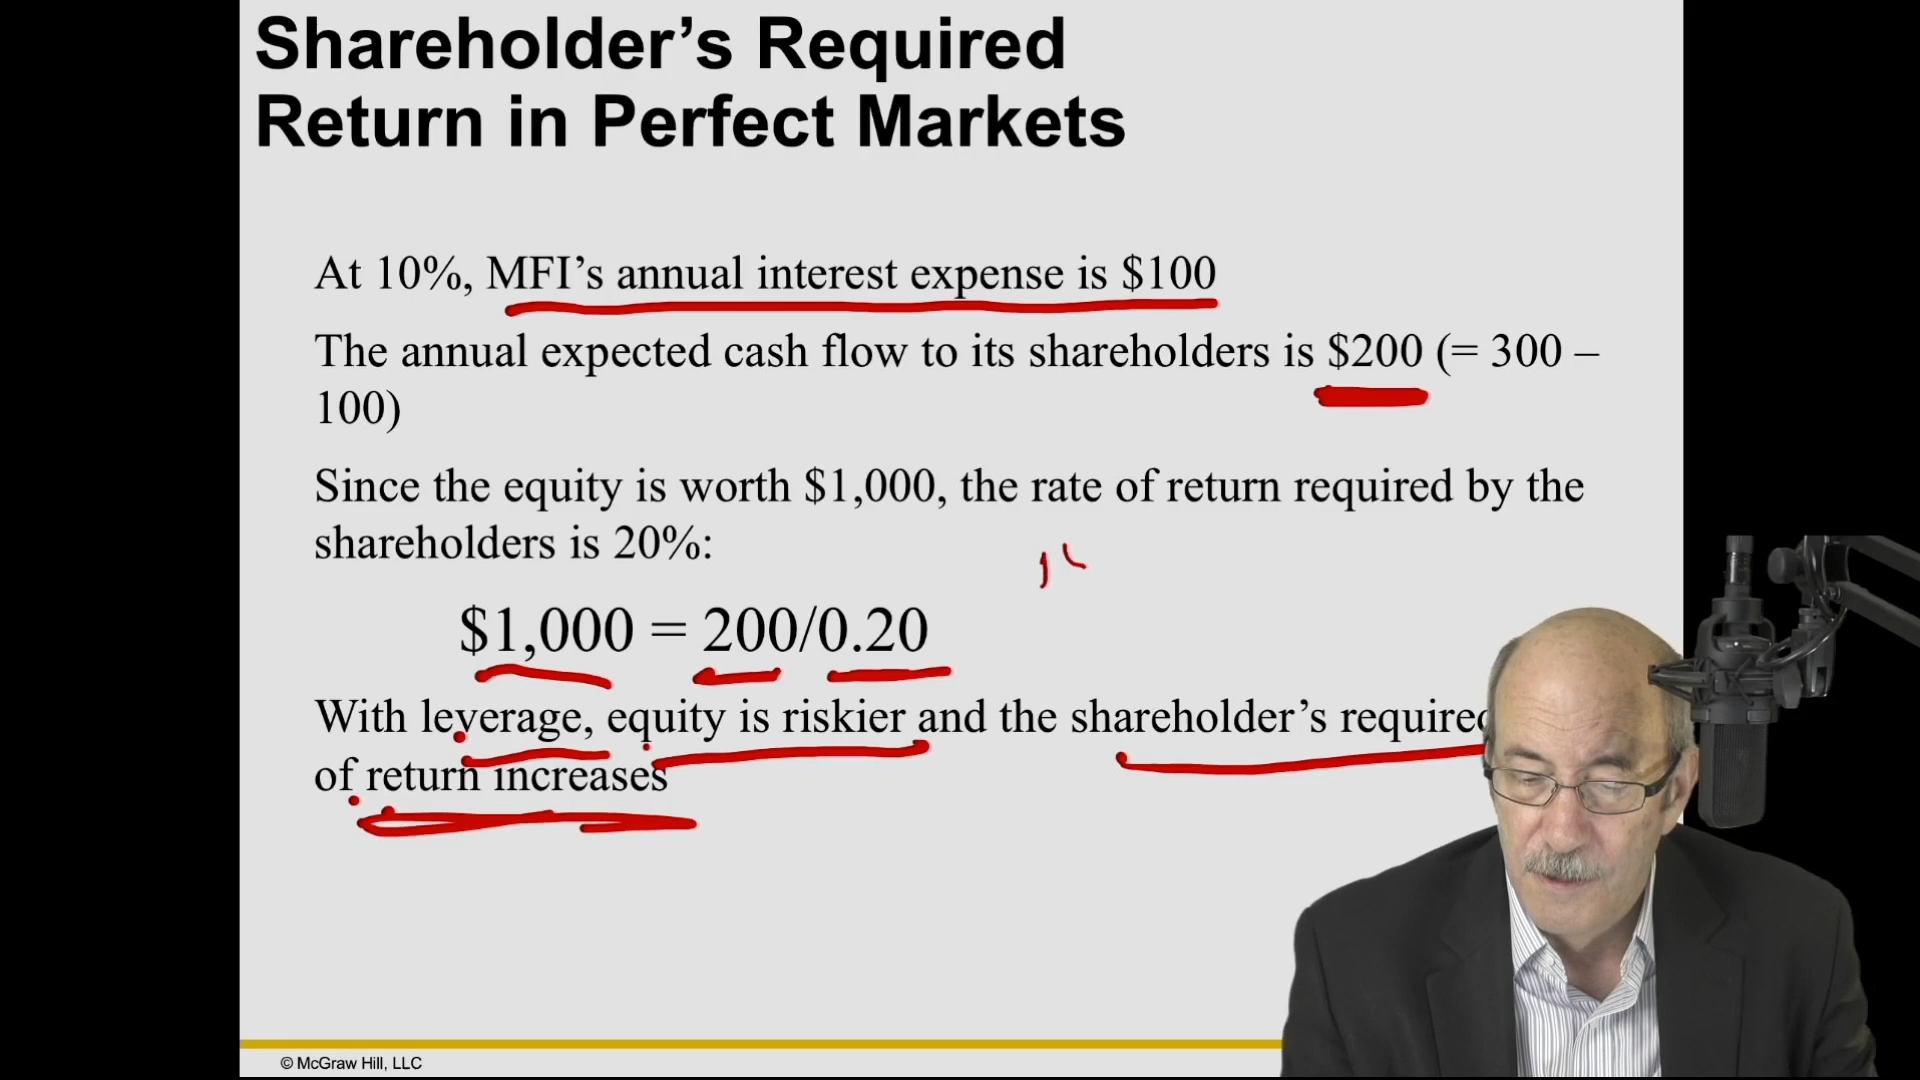 Shareholder’s Required
Return in Perfect Markets
At 10%, MFI’s annual interest expense is $100
The annual expected cash flow to its shareholders is $200 (= 300 –
100)
Since the equity is worth $1,000, the rate of return required by the
shareholders is 20%:
$1,000 = 200/0.20
With leverage, equity is riskier and the shareholder’s required
of return increases
© McGraw Hill, LLC